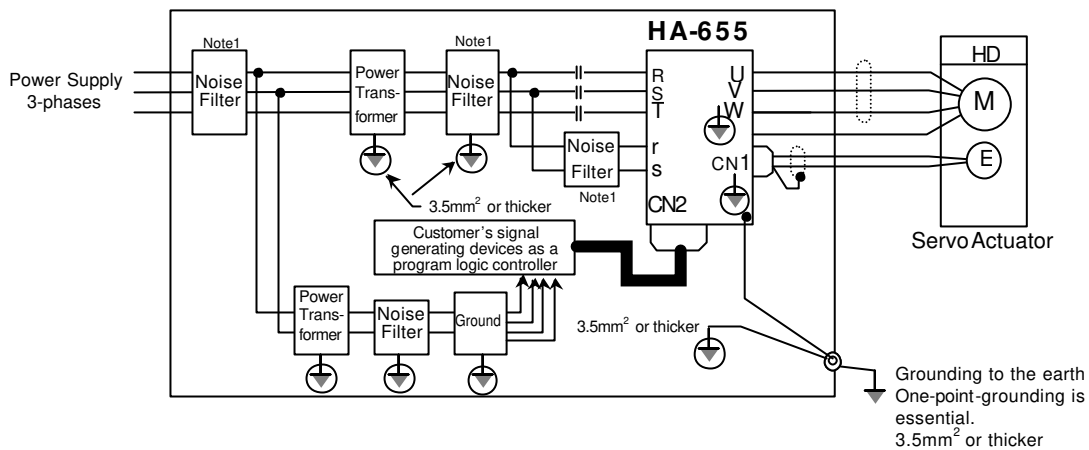 Power Supply
3-phases
Note1
Noise
Filter
Power
Trans-
former
Note1
Noise
Filter
3.5mm² or thicker
Noise
Filter
Note1
HA-655
R
S
T
r
s
U
V
W
CN1
CN2
HD
M
E
Servo Actuator
Customer's signal
generating devices as a
program logic controller
Power
Trans-
former
Noise
Filter
Ground
3.5mm² or thicker
Grounding to the earth
One-point-grounding is
essential.
3.5mm² or thicker